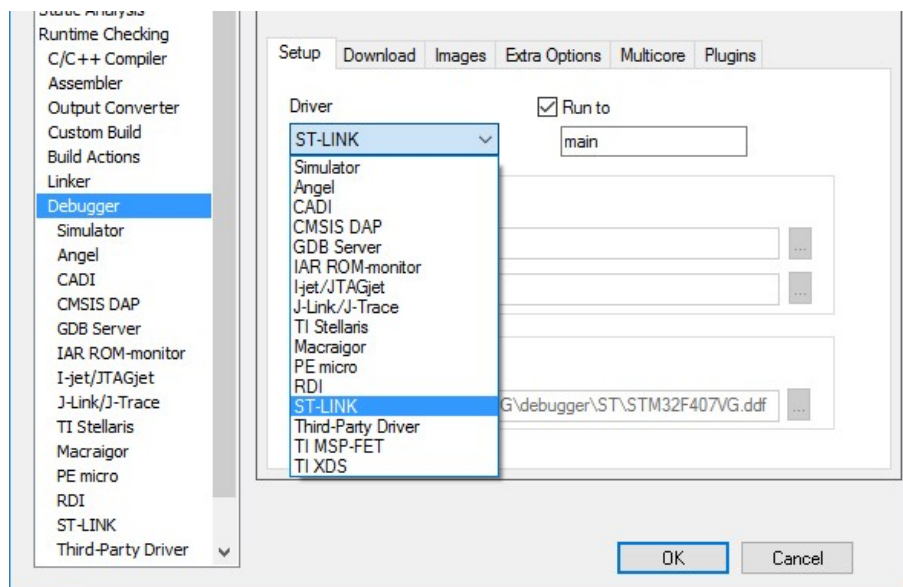 Static Analysis
Runtime Checking
C/C++ Compiler
Assembler
Output Converter
Custom Build
Build Actions
Linker
Debugger
Simulator
Angel
CADI
CMSIS DAP
GDB Server
IAR ROM-monitor
I-jet/JTAGjet
J-Link/J-Trace
TI Stellaris
Macraigor
PE micro
RDI
ST-LINK
Third-Party Driver
Setup Download Images Extra Options Multicore Plugins
Driver
Run to
ST-LINK
main
Simulator
Angel
CADI
CMSIS DAP
GDB Server
...
IAR ROM-monitor
I-jet/JTAGjet
...
J-Link/J-Trace
TI Stellaris
Macraigor
PE micro
RDI
ST-LINK
G\debugger\ST\STM32F407VG.ddf
...
Third-Party Driver
TI MSP-FET
TI XDS
OK
Cancel